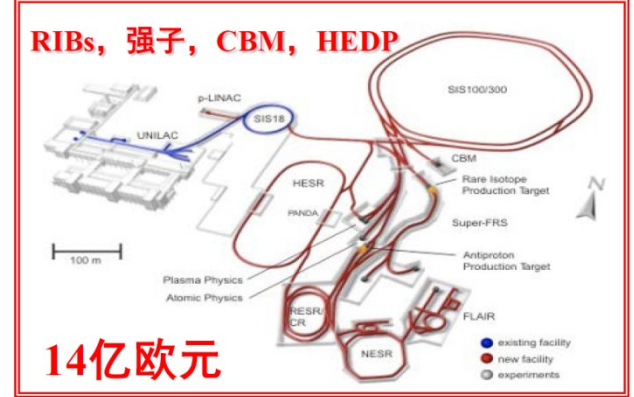 RIBs，强子，CBM，HEDP
p-LINAC
SIS18
SIS100/300
UNILAC
CBM
HESR
Rare Isotope
Production Target
N
PANDA
Super-FRS
100 m
Plasma Physics
Antiproton
Production Target
Atomic Physics
RESR/
CR
FLAIR
NESR
existing facility
new facility
experiments
14亿欧元